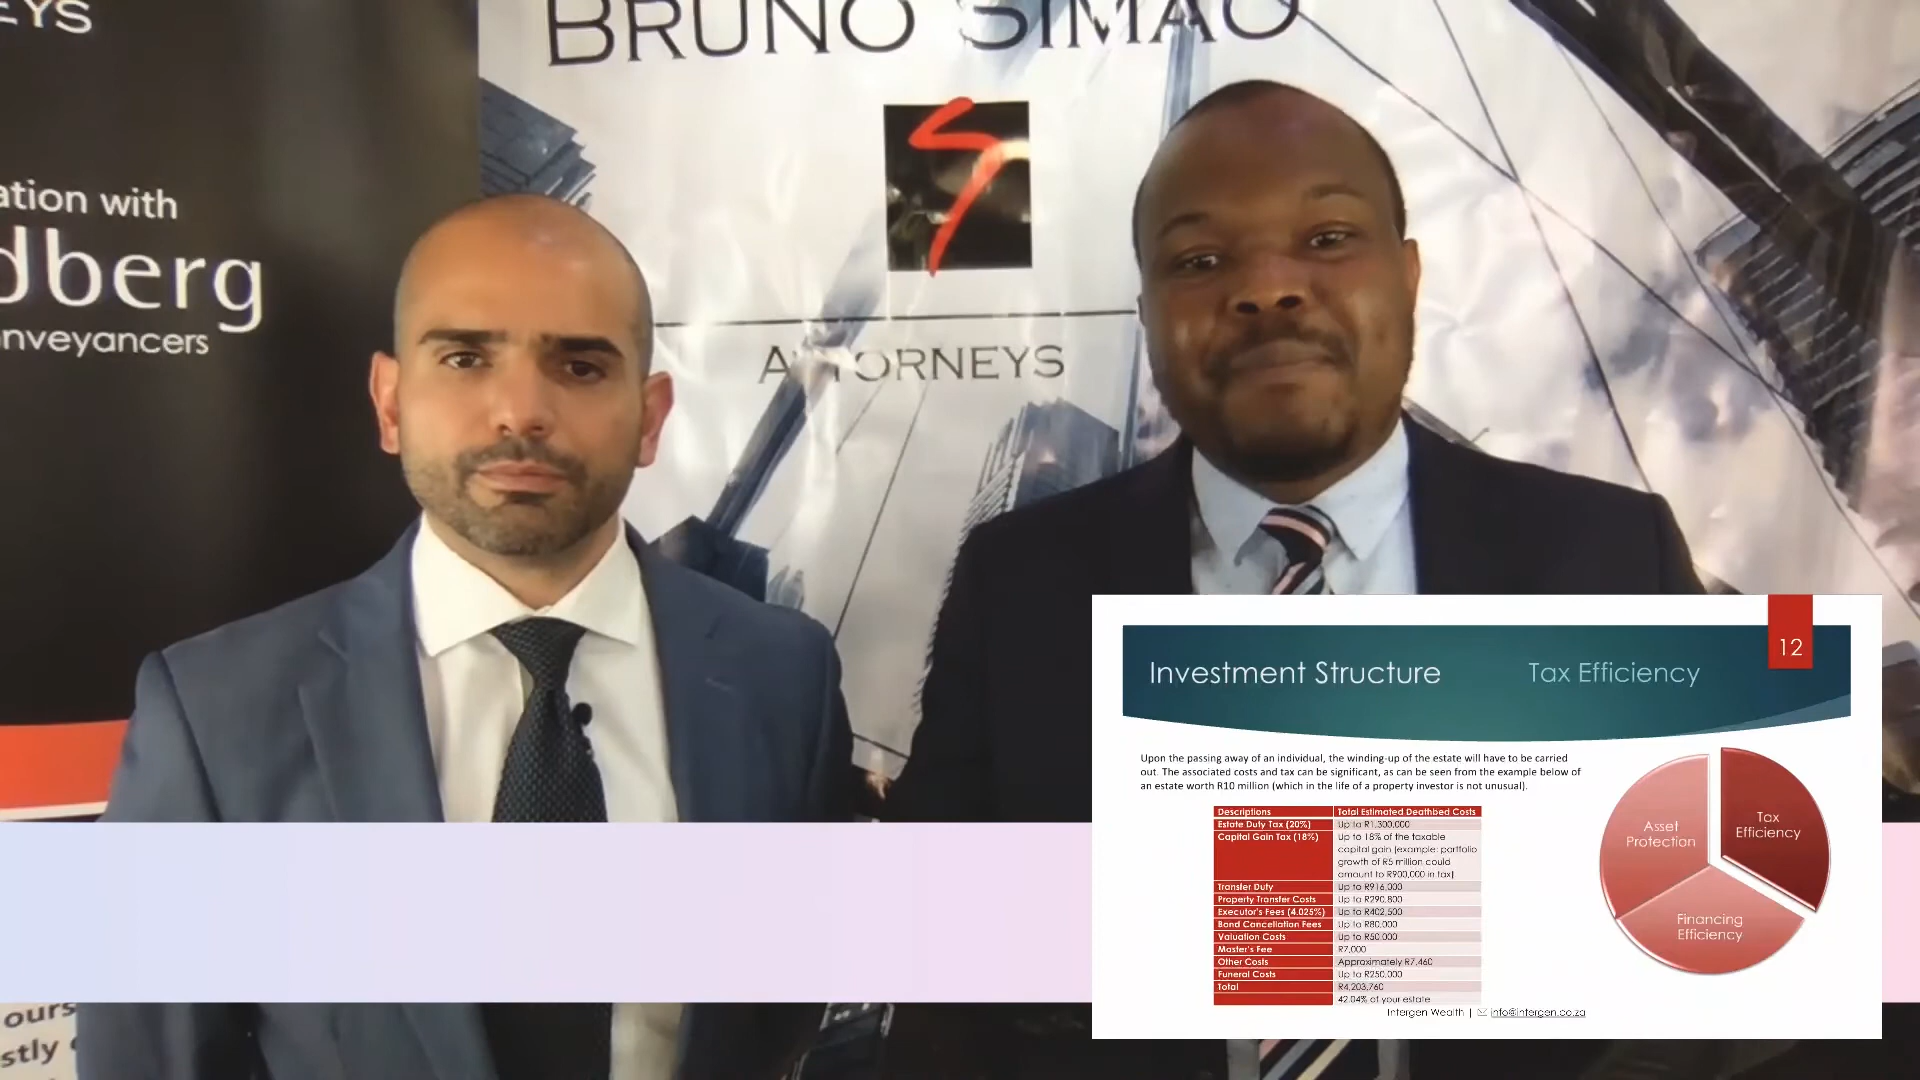 EYS
BRUNO SIMAO
ation with
dberg
nveyancers
ATTORNEYS
ours
stly
12
Investment Structure
Tax Efficiency
Upon the passing away of an individual, the winding-up of the estate will have to be carried
out. The associated costs and tax can be significant, as can be seen from the example below of
an estate worth R10 million (which in the life of a property investor is not unusual).
Descriptions Total Estimated Deathbed Costs
Estate Duty Tax (20%) Up to R1,300,000
Capital Gain Tax (18%) Up to 18% of the taxable
capital gain (example: portfolio
growth of R5 million could
amount to R900,000 in tax)
Transfer Duty Up to R916,000
Property Transfer Costs Up to R290,800
Executor's Fees (4.025%) Up to R402,500
Bond Cancellation Fees Up to R80,000
Valuation Costs Up to R50,000
Master's Fee R7,000
Other Costs Approximately R7,460
Funeral Costs Up to R250,000
Total R4,203,760
42.04% of your estate
Asset
Protection
Tax
Efficiency
Financing
Efficiency
Intergen Wealth | info@intergen.co.za